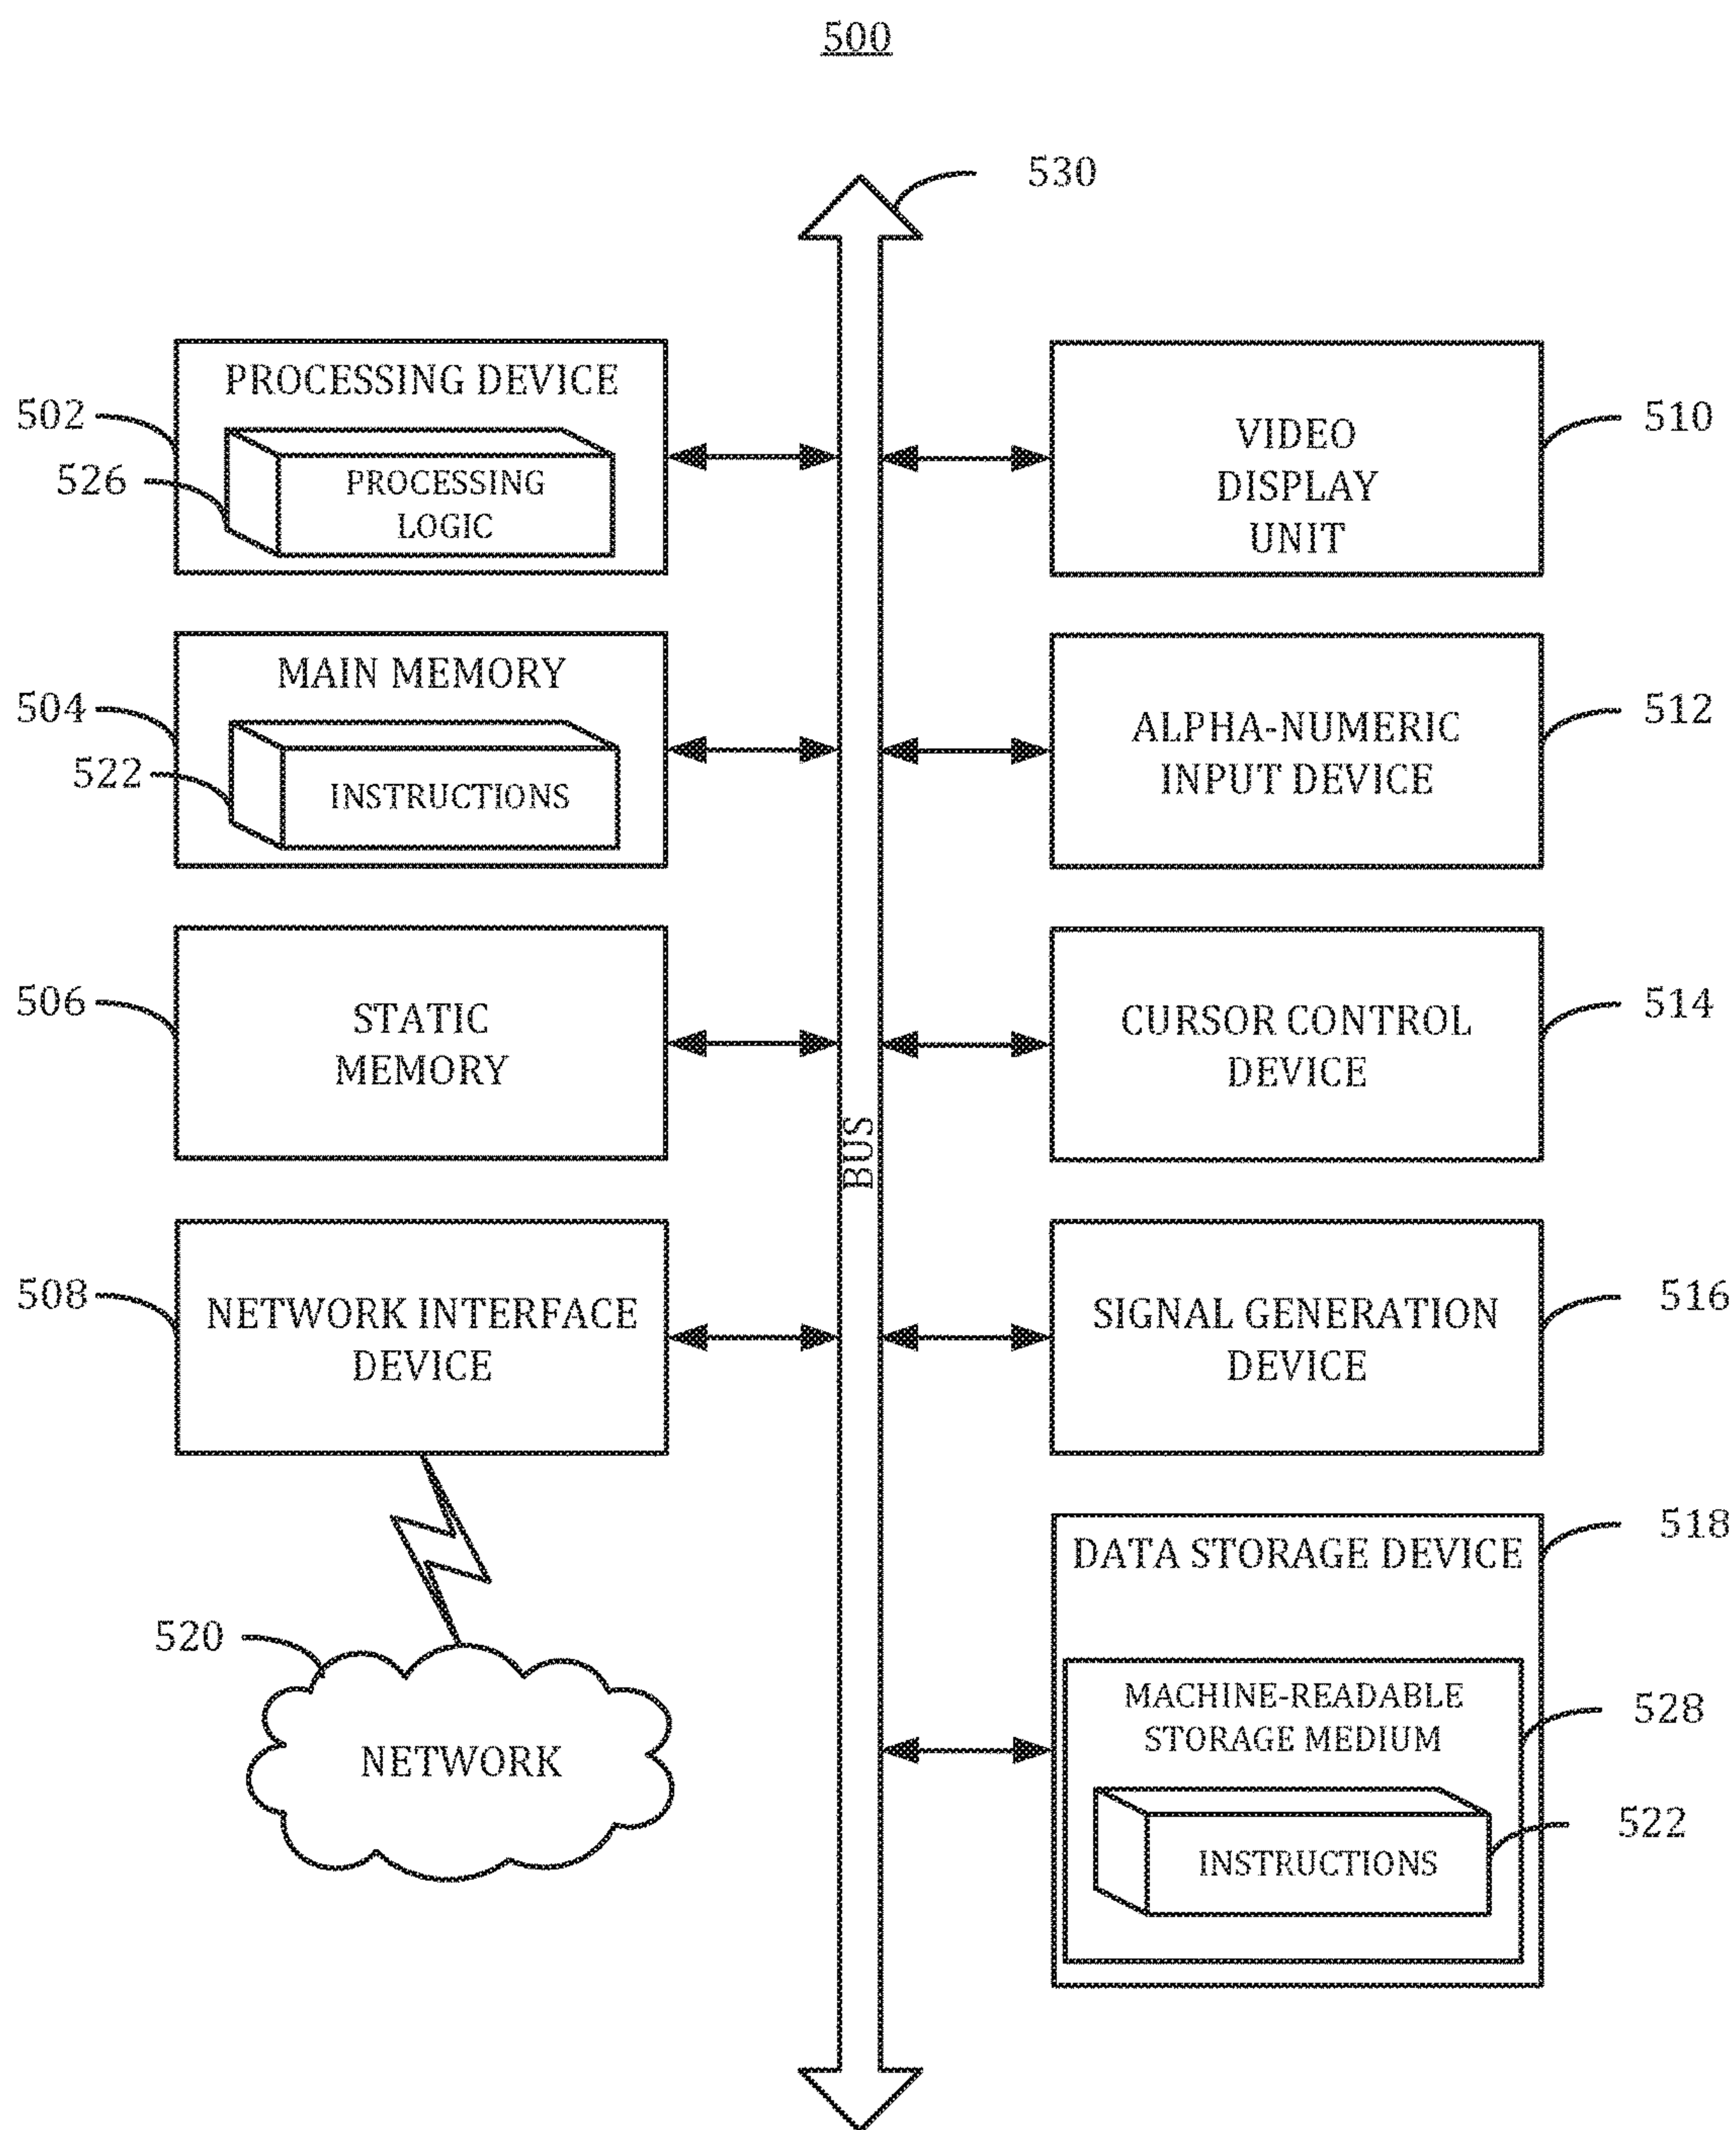 500
530
PROCESSING DEVICE
502
526
PROCESSING
LOGIC
VIDEO
DISPLAY
UNIT
510
MAIN MEMORY
504
522
INSTRUCTIONS
ALPHA-NUMERIC
INPUT DEVICE
512
506
STATIC
MEMORY
CURSOR CONTROL
DEVICE
514
BUS
508
NETWORK INTERFACE
DEVICE
SIGNAL GENERATION
DEVICE
516
520
NETWORK
518
DATA STORAGE DEVICE
MACHINE-READABLE
STORAGE MEDIUM
528
522
INSTRUCTIONS